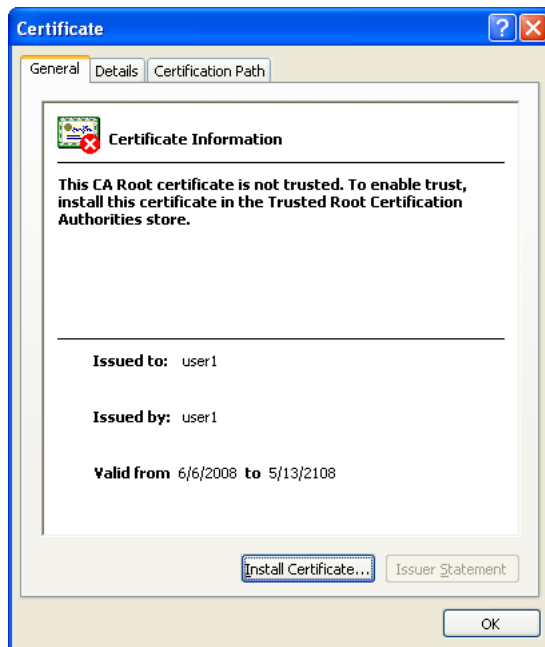 Certificate
General Details Certification Path
Certificate Information
This CA Root certificate is not trusted. To enable trust,
install this certificate in the Trusted Root Certification
Authorities store.
Issued to: user1
Issued by: user1
Valid from 6/6/2008 to 5/13/2108
Install Certificate... Issuer Statement
OK